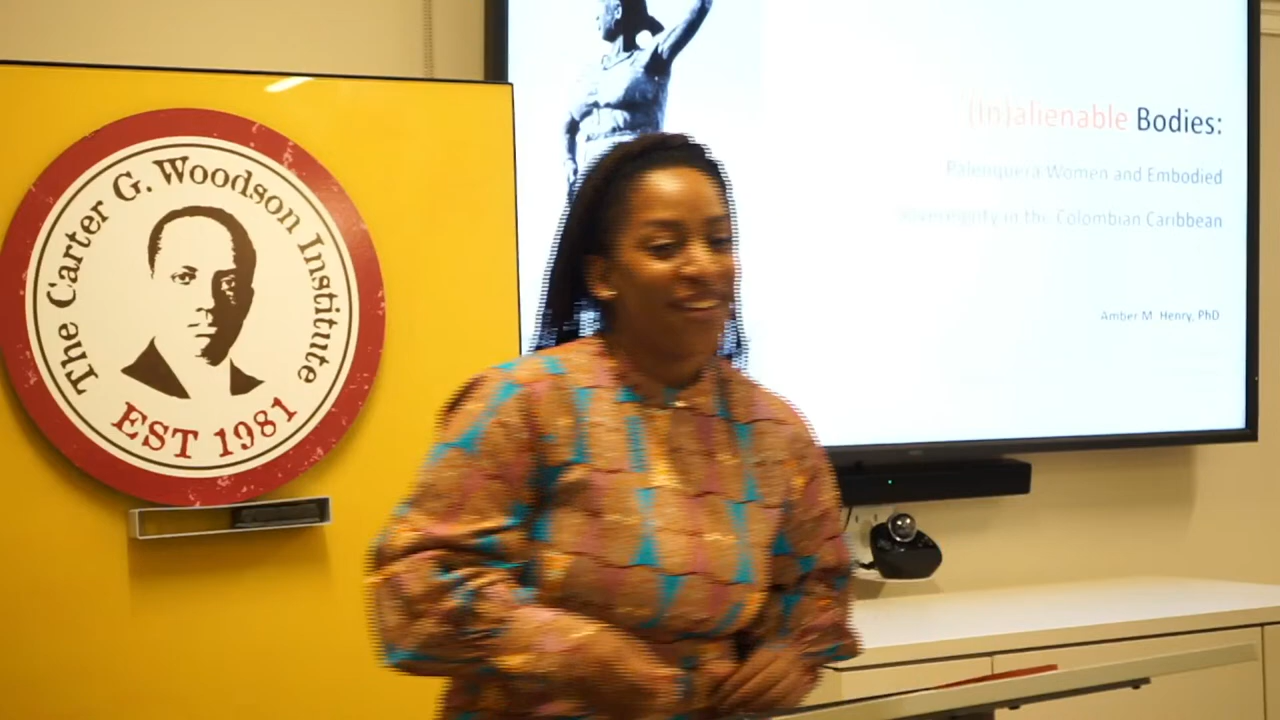 The Carter G. Woodson Institute
EST 1981
(In)alienable Bodies:
Palenquera Women and Embodied
Sovereignty in the Colombian Caribbean
Amber M. Henry, PhD